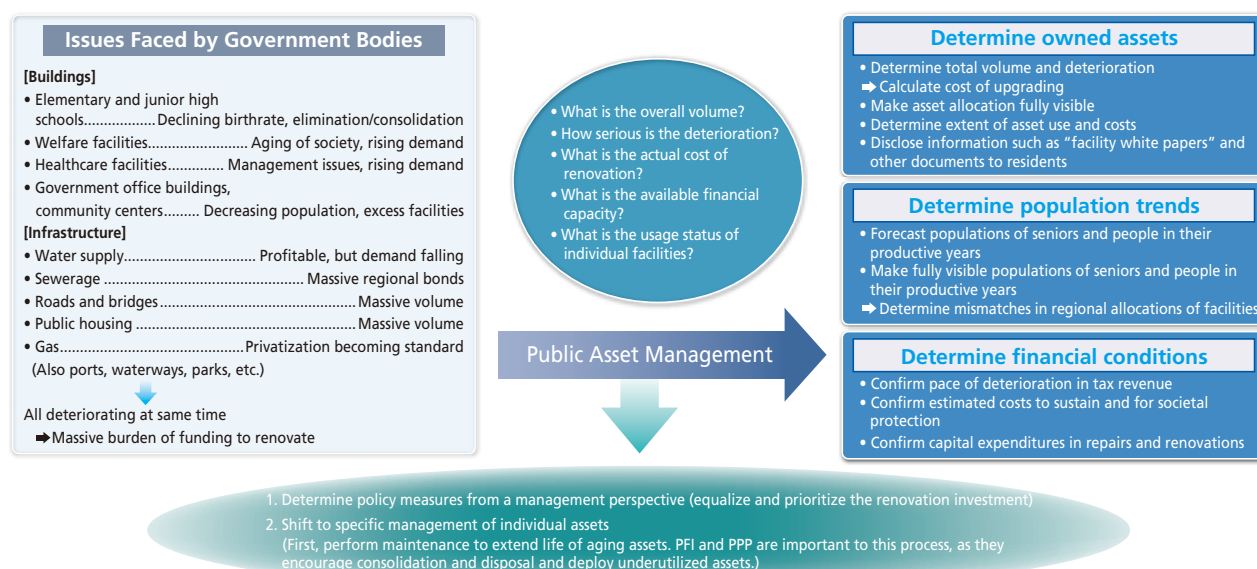 Issues Faced by Government Bodies
[Buildings]
• Elementary and junior high
schools.................Declining birthrate, elimination/consolidation
• Welfare facilities........................ Aging of society, rising demand
• Healthcare facilities.............. Management issues, rising demand
• Government office buildings,
community centers......... Decreasing population, excess facilities
[Infrastructure]
• Water supply................................ Profitable, but demand falling
• Sewerage ................................................. Massive regional bonds
• Roads and bridges ................................................ Massive volume
• Public housing ..................................................... Massive volume
• Gas............................................Privatization becoming standard
(Also ports, waterways, parks, etc.)
All deteriorating at same time
➡Massive burden of funding to renovate
• What is the overall volume?
• How serious is the deterioration?
• What is the actual cost of
renovation?
• What is the available financial
capacity?
• What is the usage status of
individual facilities?
Public Asset Management
Determine owned assets
• Determine total volume and deterioration
➡ Calculate cost of upgrading
• Make asset allocation fully visible
• Determine extent of asset use and costs
• Disclose information such as “facility white papers” and
other documents to residents
Determine population trends
• Forecast populations of seniors and people in their
productive years
• Make fully visible populations of seniors and people in
their productive years
➡ Determine mismatches in regional allocations of facilities
Determine financial conditions
• Confirm pace of deterioration in tax revenue
• Confirm estimated costs to sustain and for societal
protection
• Confirm capital expenditures in repairs and renovations
1. Determine policy measures from a management perspective (equalize and prioritize the renovation investment)
2. Shift to specific management of individual assets
(First, perform maintenance to extend life of aging assets. PFI and PPP are important to this process, as they
encourage consolidation and disposal and deploy underutilized assets.)